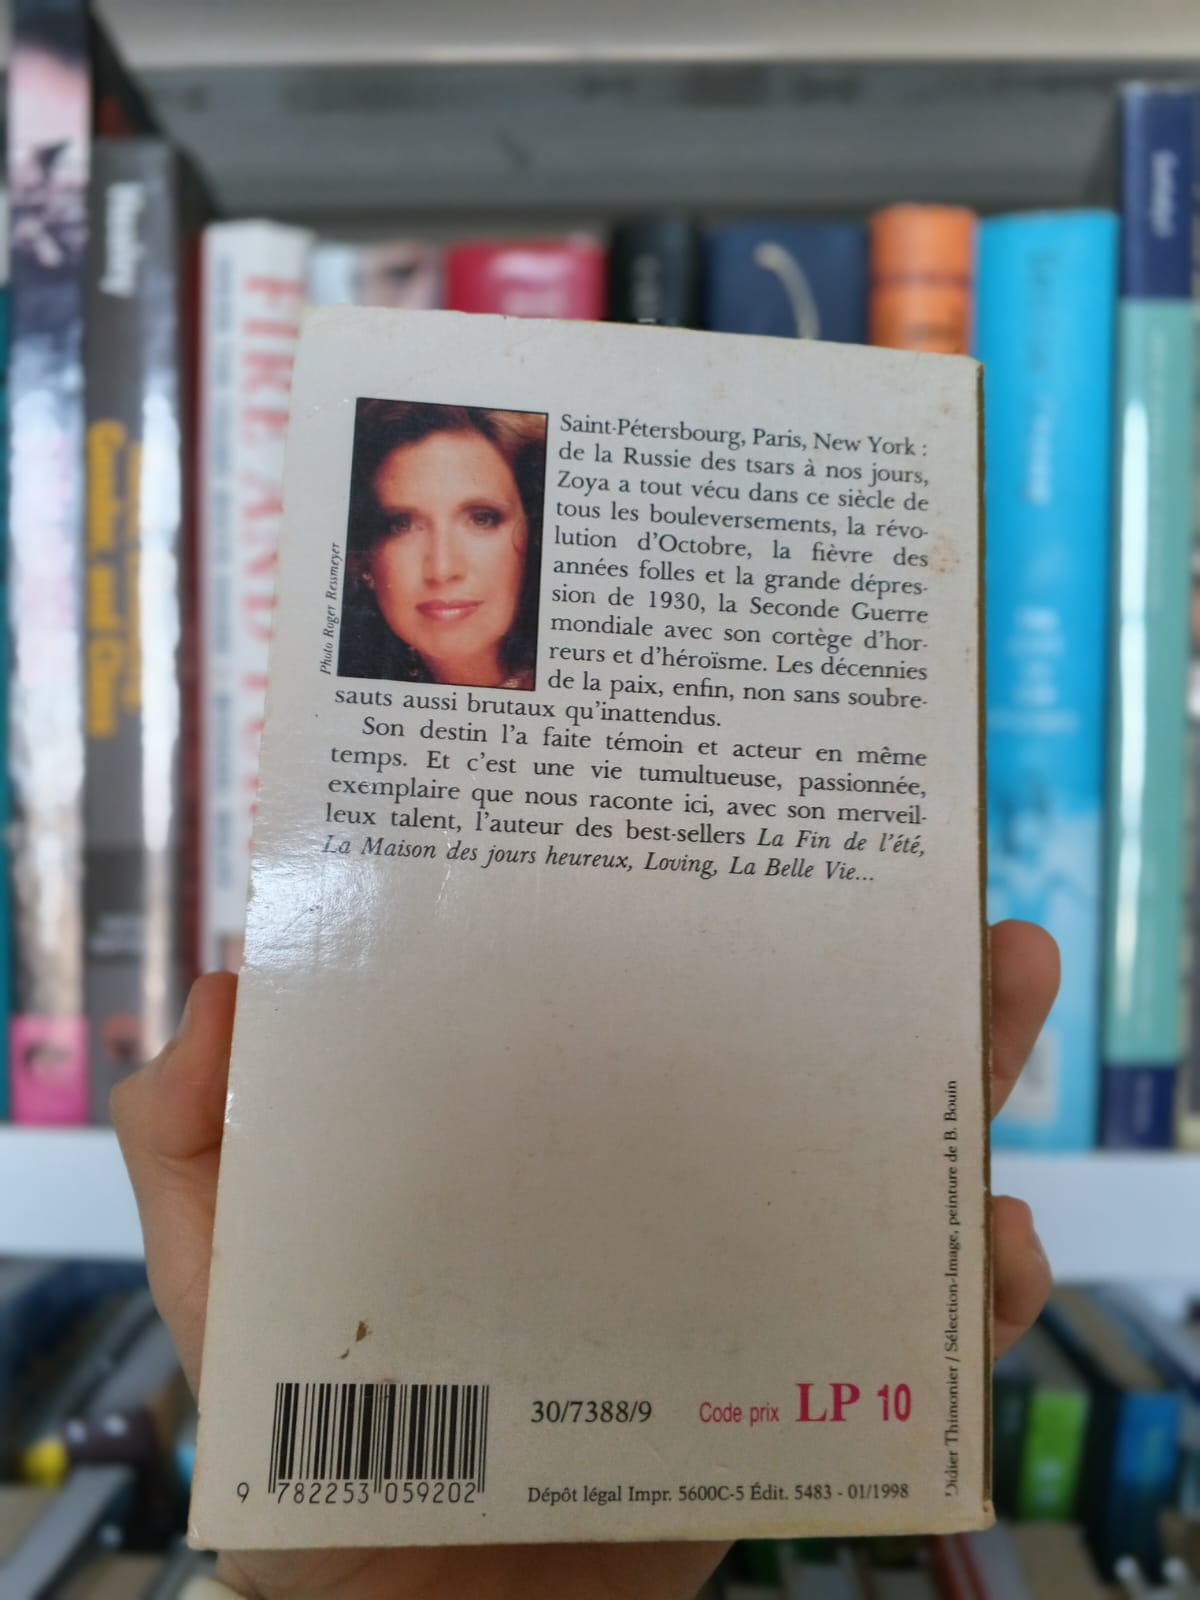 Saint-Pétersbourg, Paris, New York :
de la Russie des tsars à nos jours,
Zoya a tout vécu dans ce siècle de
tous les bouleversements, la révo-
lution d'Octobre, la fièvre des
années folles et la grande dépres-
sion de 1930, la Seconde Guerre
mondiale avec son cortège d'hor-
reurs et d'héroïsme. Les décennies
de la paix, enfin, non sans soubre-
sauts aussi brutaux qu'inattendus.
Son destin l'a faite témoin et acteur en même
temps. Et c'est une vie tumultueuse, passionnée,
exemplaire que nous raconte ici, avec son merveil-
leux talent, l'auteur des best-sellers La Fin de l'été,
La Maison des jours heureux, Loving, La Belle Vie...
Photo Roger Ressmeyer
Didier Thimonier / Sélection-Image, peinture de B. Bouin
30/7388/9 Code prix LP 10
9 782253 059202
Dépôt légal Impr. 5600C-5 Édit. 5483 - 01/1998
FIRE AND